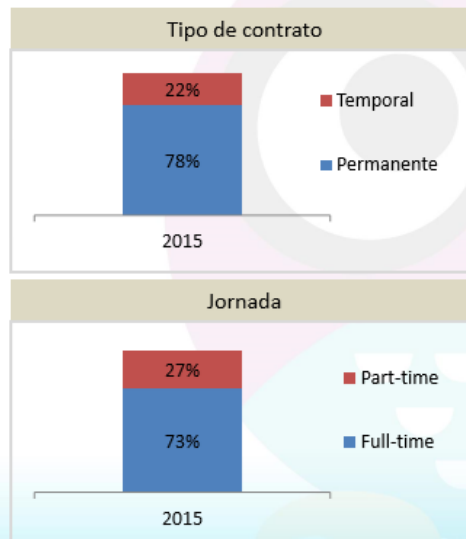 Tipo de contrato
22%
Temporal
78%
Permanente
2015
Jornada
27%
Part-time
73%
Full-time
2015